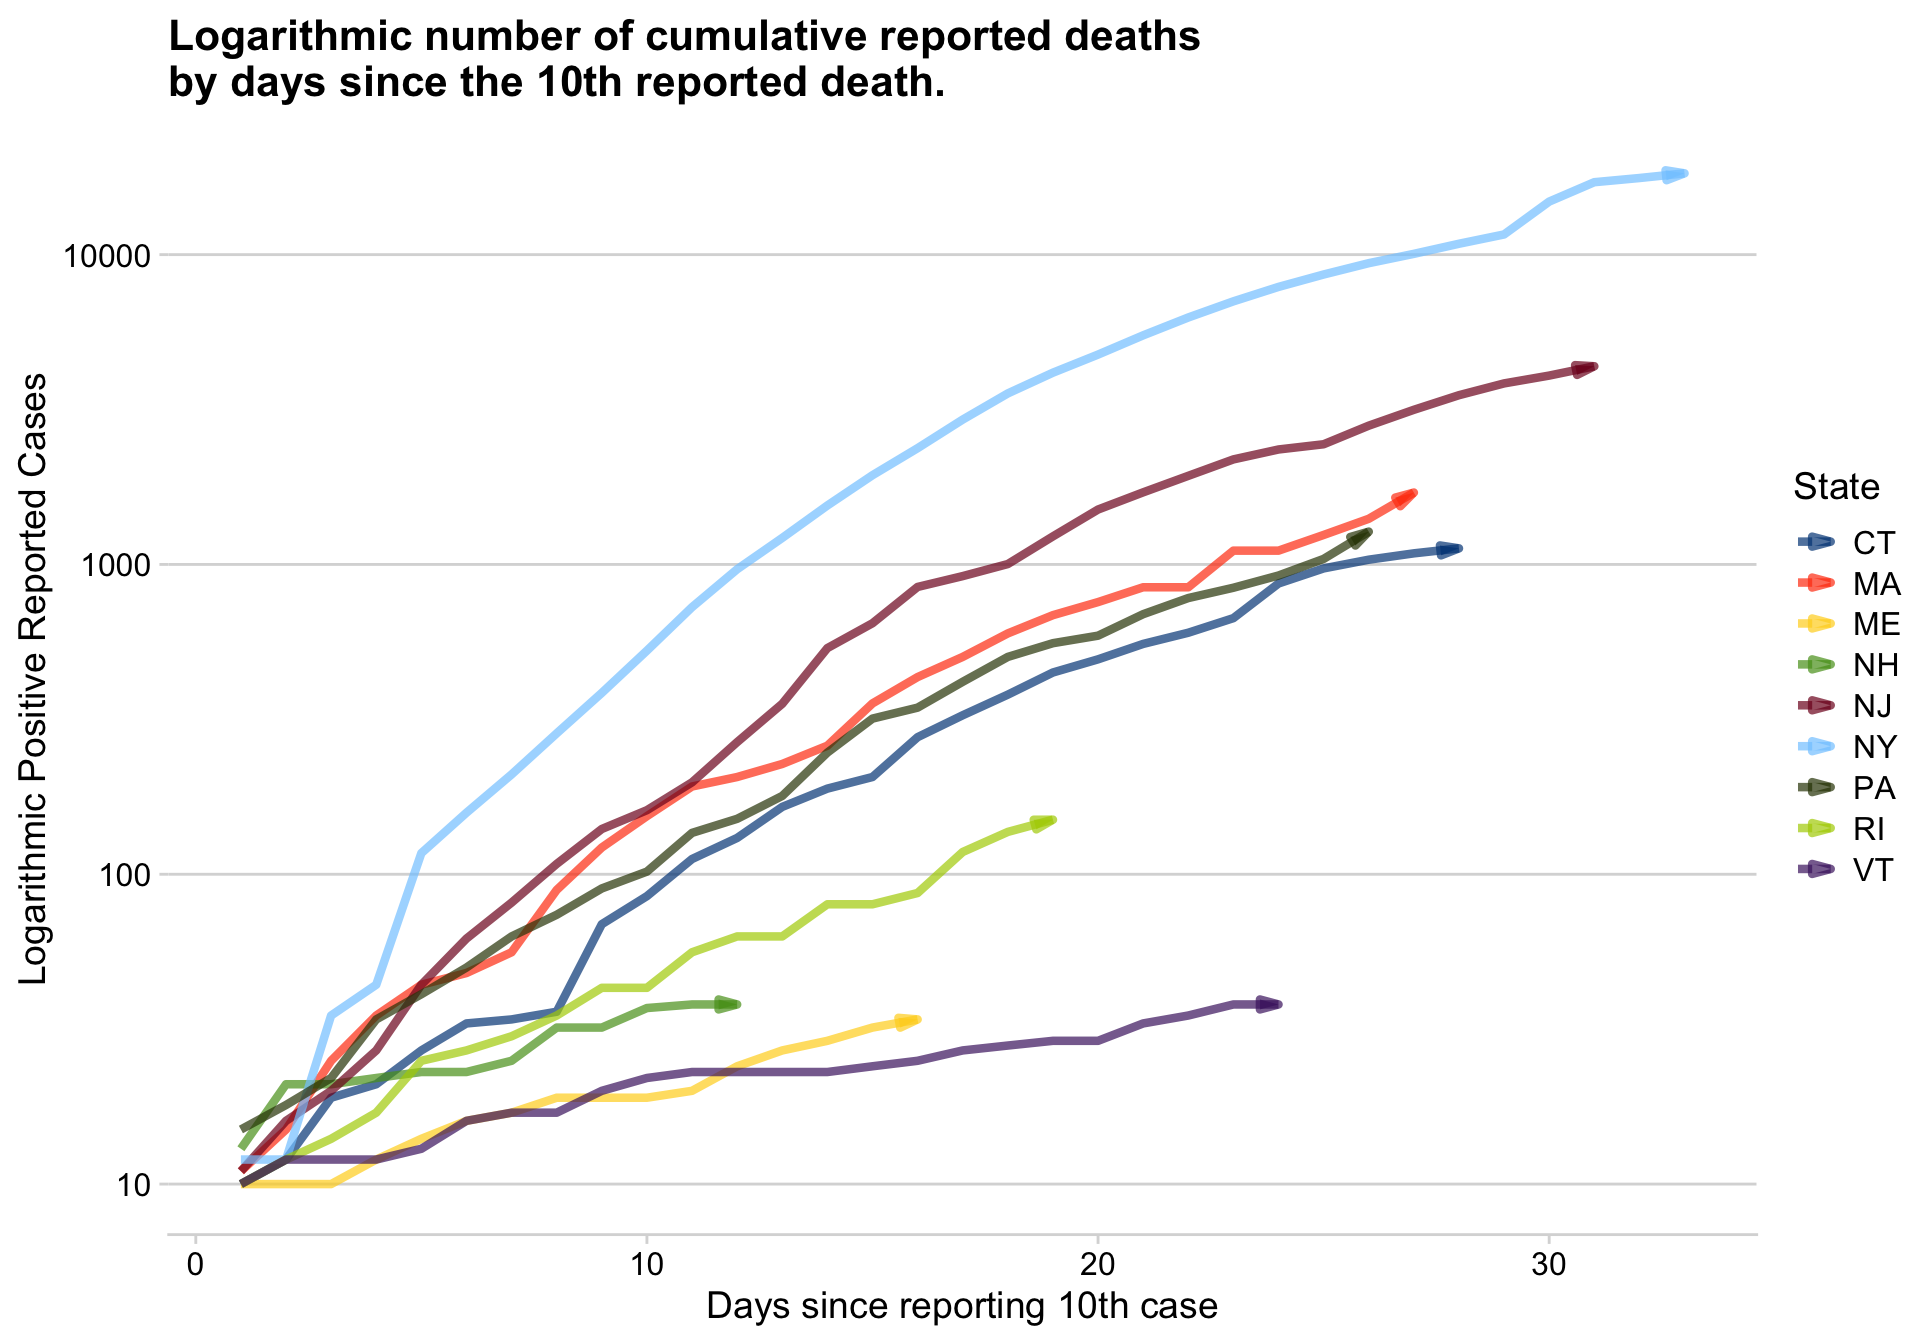 Logarithmic number of cumulative reported deaths
by days since the 10th reported death.
Logarithmic Positive Reported Cases
10000
1000
100
10
0
10
20
30
Days since reporting 10th case
State
CT
MA
ME
NH
NJ
NY
PA
RI
VT